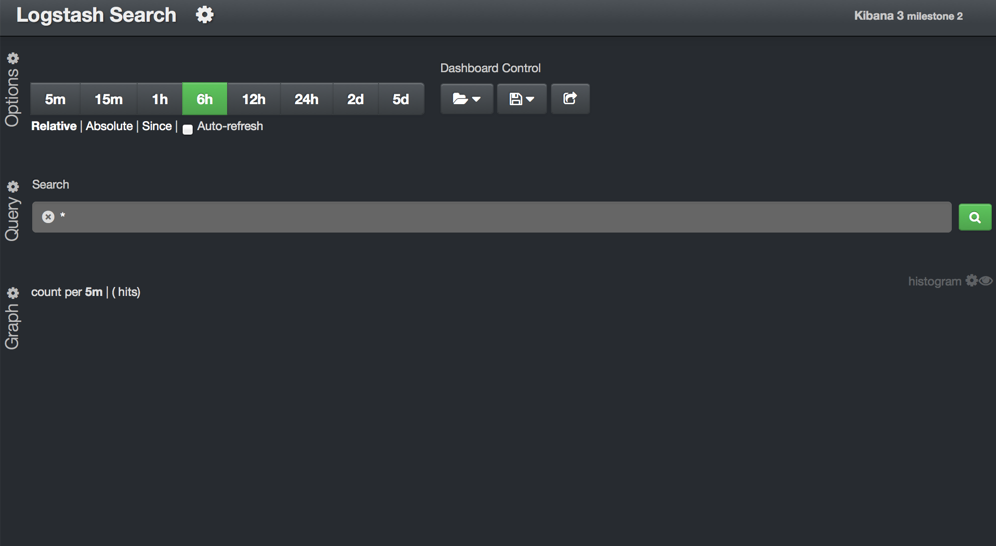 Logstash Search
Kibana 3 milestone 2
Options
Dashboard Control
5m 15m 1h 6h 12h 24h 2d 5d
Relative | Absolute | Since | Auto-refresh
Query
Search
*
histogram
Graph
count per 5m | ( hits)